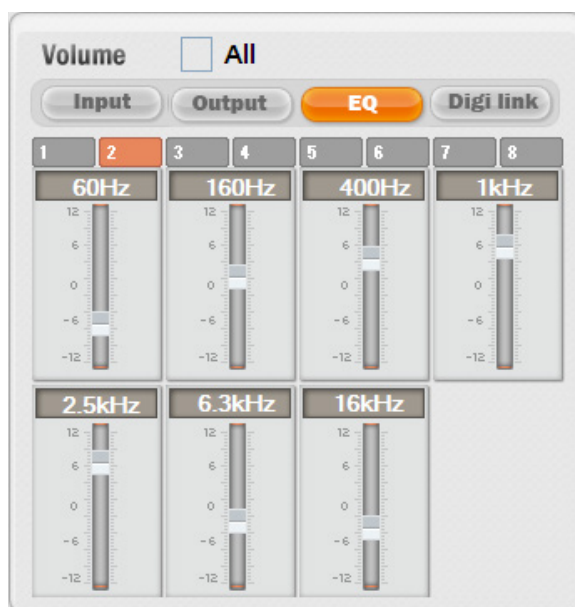 Volume All
Input Output EQ Digi link
1 2 3 4 5 6 7 8
60Hz 160Hz 400Hz 1kHz
12 12 12 12
6 6 6 6
0 0 0 0
-6 -6 -6 -6
-12 -12 -12 -12
2.5kHz 6.3kHz 16kHz
12 12 12
6 6 6
0 0 0
-6 -6 -6
-12 -12 -12